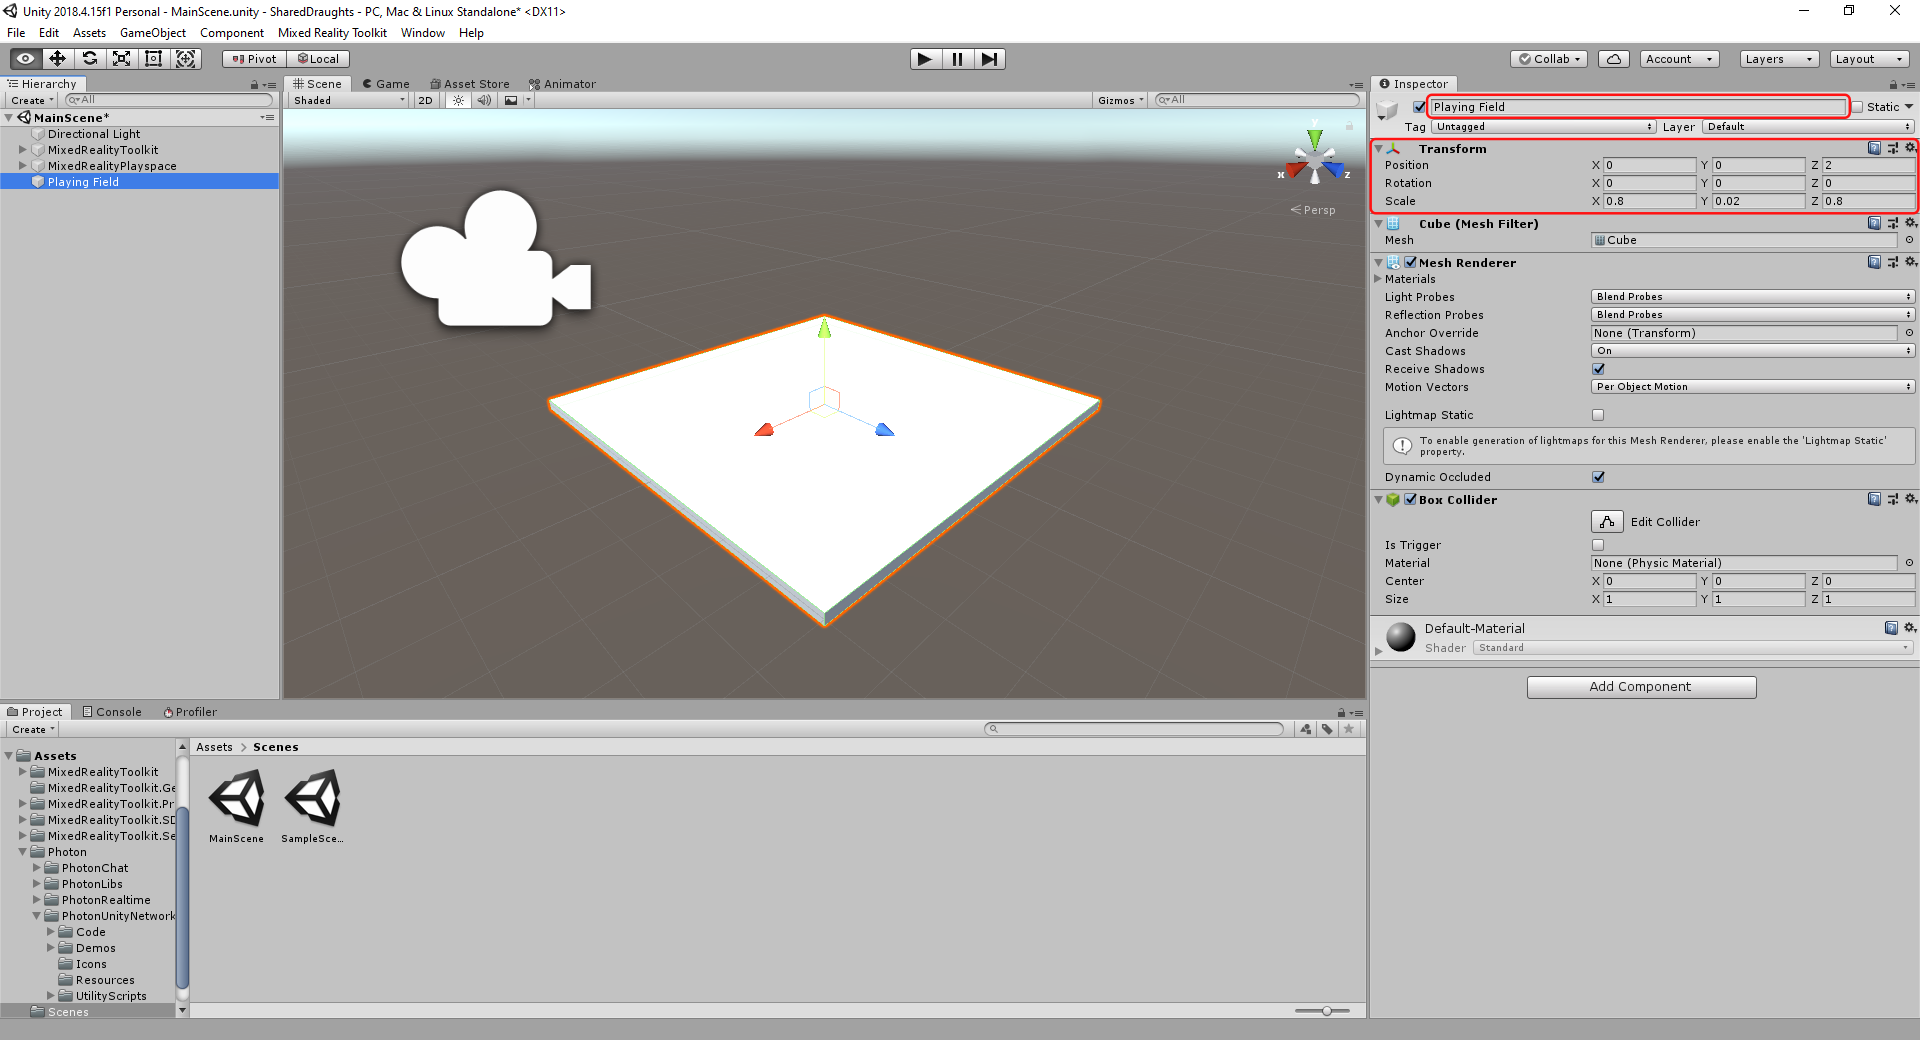 Unity 2018.4.15f1 Personal - MainScene.unity - SharedDraughts - PC, Mac & Linux Standalone* <DX11>
File Edit Assets GameObject Component Mixed Reality Toolkit Window Help
Pivot Local Collab Account Layers Layout
Hierarchy
Create All
MainScene*
Directional Light
MixedRealityToolkit
MixedRealityPlayspace
Playing Field
Scene Game Asset Store Animator
Shaded 2D Gizmos All
y
x z
Persp
Inspector
Playing Field Static
Tag Untagged Layer Default
Transform
Position X 0 Y 0 Z 2
Rotation X 0 Y 0 Z 0
Scale X 0.8 Y 0.02 Z 0.8
Cube (Mesh Filter)
Mesh Cube
Mesh Renderer
Materials
Light Probes Blend Probes
Reflection Probes Blend Probes
Anchor Override None (Transform)
Cast Shadows On
Receive Shadows
Motion Vectors Per Object Motion
Lightmap Static
To enable generation of lightmaps for this Mesh Renderer, please enable the 'Lightmap Static'
property.
Dynamic Occluded
Box Collider
Edit Collider
Is Trigger
Material None (Physic Material)
Center X 0 Y 0 Z 0
Size X 1 Y 1 Z 1
Default-Material
Shader Standard
Add Component
Project Console Profiler
Create
Assets
MixedRealityToolkit
MixedRealityToolkit.Ge
MixedRealityToolkit.Pr
MixedRealityToolkit.SD
MixedRealityToolkit.Se
Photon
PhotonChat
PhotonLibs
PhotonRealtime
PhotonUnityNetwork
Code
Demos
Icons
Resources
UtilityScripts
Scenes
Assets > Scenes
MainScene SampleSce...